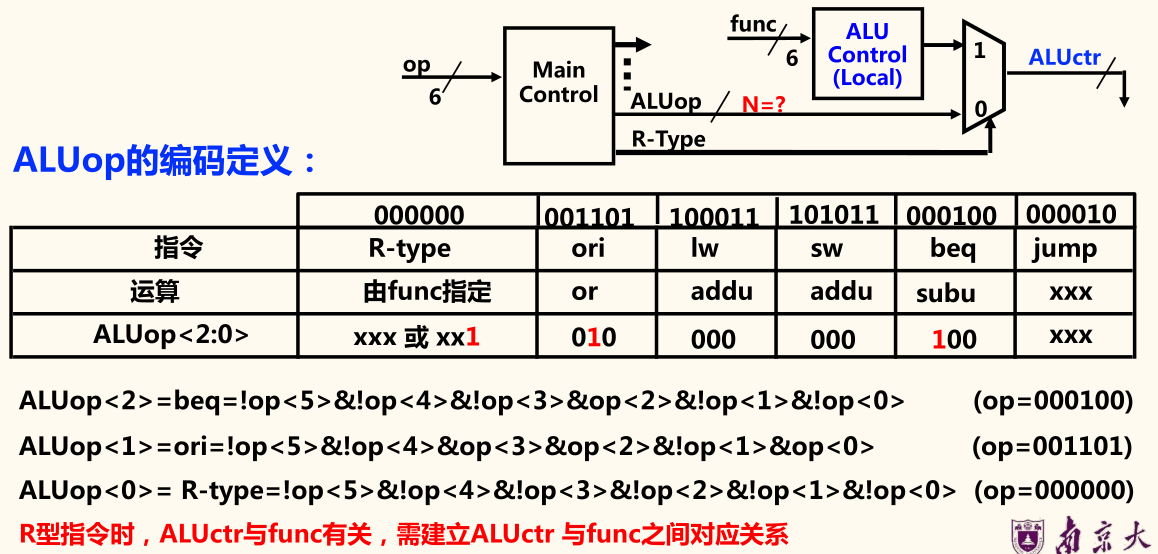 func
6
ALU
Control
(Local)
1
0
ALUctr
op
6
Main
Control
ALUop
N=?
R-Type
ALUop的编码定义：
000000 001101 100011 101011 000100 000010
指令 R-type ori lw sw beq jump
运算 由func指定 or addu addu subu xxx
ALUop<2:0> xxx 或 xx1 010 000 000 100 xxx
ALUop<2>=beq=!op<5>&!op<4>&!op<3>&op<2>&!op<1>&!op<0> (op=000100)
ALUop<1>=ori=!op<5>&!op<4>&op<3>&op<2>&!op<1>&op<0> (op=001101)
ALUop<0>= R-type=!op<5>&!op<4>&!op<3>&!op<2>&!op<1>&!op<0> (op=000000)
R型指令时，ALUctr与func有关，需建立ALUctr 与func之间对应关系
南京大